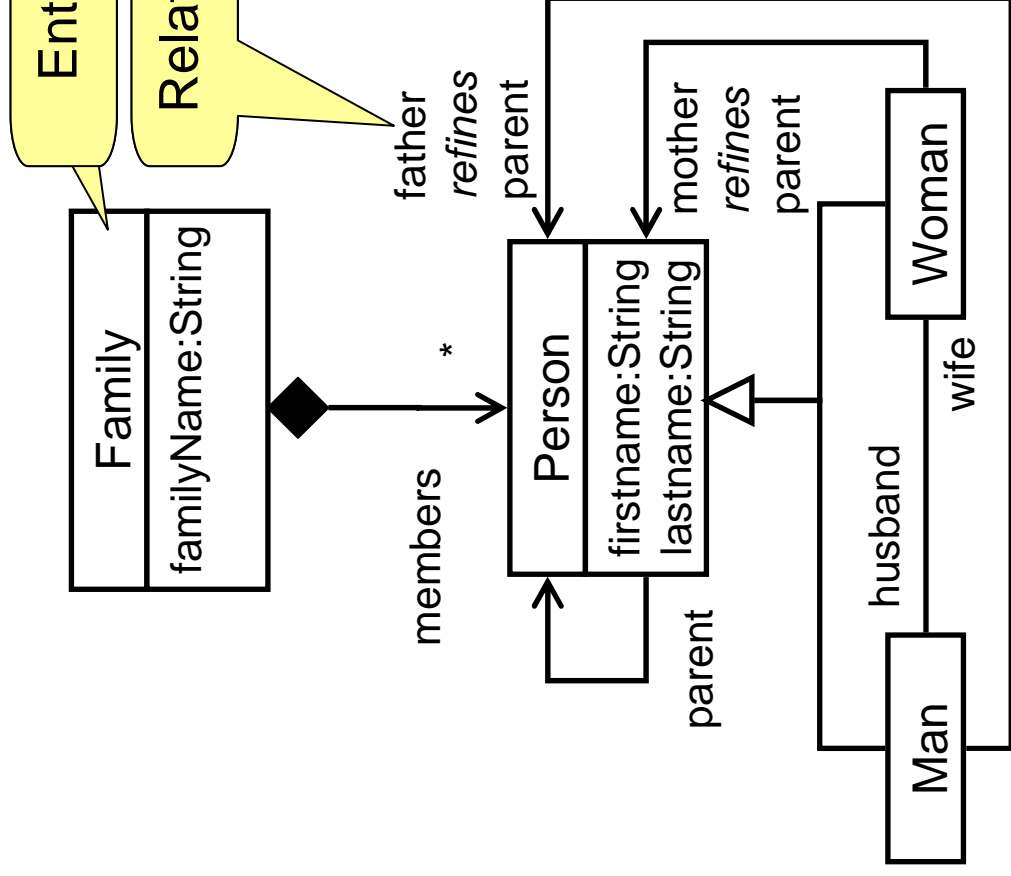 Ent
Relat
Family
familyName:String
members
*
father
refines
parent
Person
firstname:String
lastname:String
mother
refines
parent
parent
husband
wife
Man
Woman